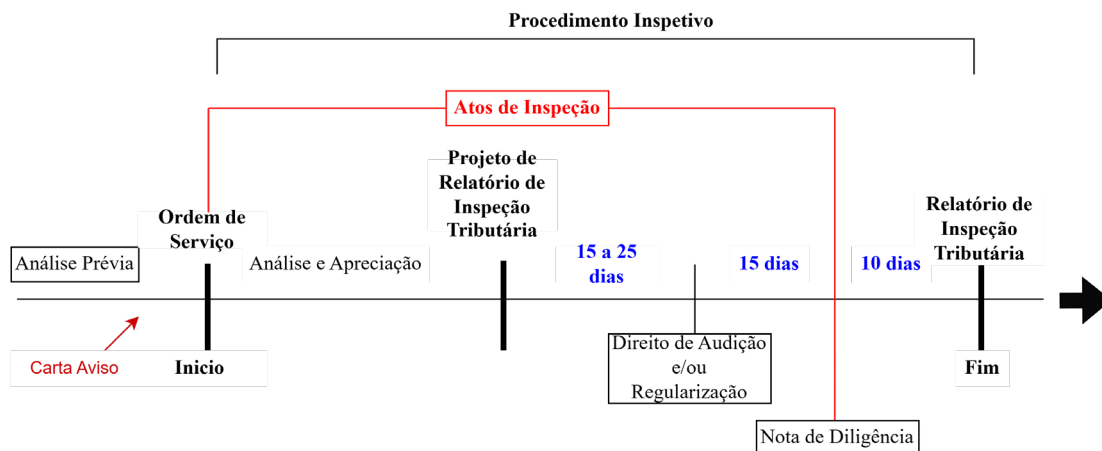 Procedimento Inspetivo
Atos de Inspeção
Projeto de
Relatório de
Inspeção
Tributária
Ordem de
Serviço
Relatório de
Inspeção
Tributária
Análise Prévia
Análise e Apreciação
15 a 25
dias
15 dias
10 dias
Carta Aviso
Inicio
Direito de Audição
e/ou
Regularização
Fim
Nota de Diligência